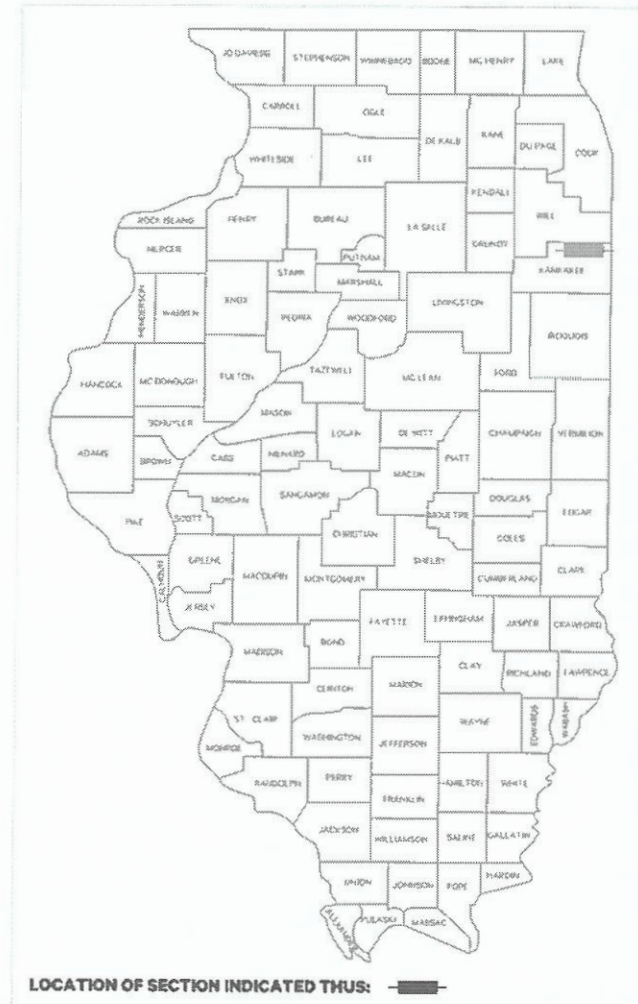 JO DAVIESS STEPHENSON WINNEBAGO BOONE MC HENRY LAKE
CARROLL OGLE DE KALB KANE DU PAGE COOK
WHITESIDE LEE KENDALL WILL
ROCK ISLAND HENRY BUREAU LA SALLE GRUNDY
MERCER STARK PUTNAM MARSHALL KANKAKEE
HENDERSON WARREN KNOX PEORIA WOODFORD LIVINGSTON IROQUOIS
HANCOCK MC DONOUGH FULTON TAZEWELL MC LEAN FORD
SCHUYLER MASON LOGAN DE WITT CHAMPAIGN VERMILION
ADAMS BROWN CASS MENARD MACON PIATT
PIKE SCOTT MORGAN SANGAMON CHRISTIAN MOULTRIE DOUGLAS EDGAR
COLES
CALHOUN GREENE MACOUPIN MONTGOMERY SHELBY CUMBERLAND CLARK
JERSEY
MADISON BOND FAYETTE EFFINGHAM JASPER CRAWFORD
CLINTON MARION CLAY RICHLAND LAWRENCE
ST. CLAIR WASHINGTON JEFFERSON WAYNE EDWARDS WABASH
MONROE
RANDOLPH PERRY FRANKLIN HAMILTON WHITE
JACKSON WILLIAMSON SALINE GALLATIN
UNION JOHNSON POPE HARDIN
ALEXANDER PULASKI MASSAC
LOCATION OF SECTION INDICATED THUS: